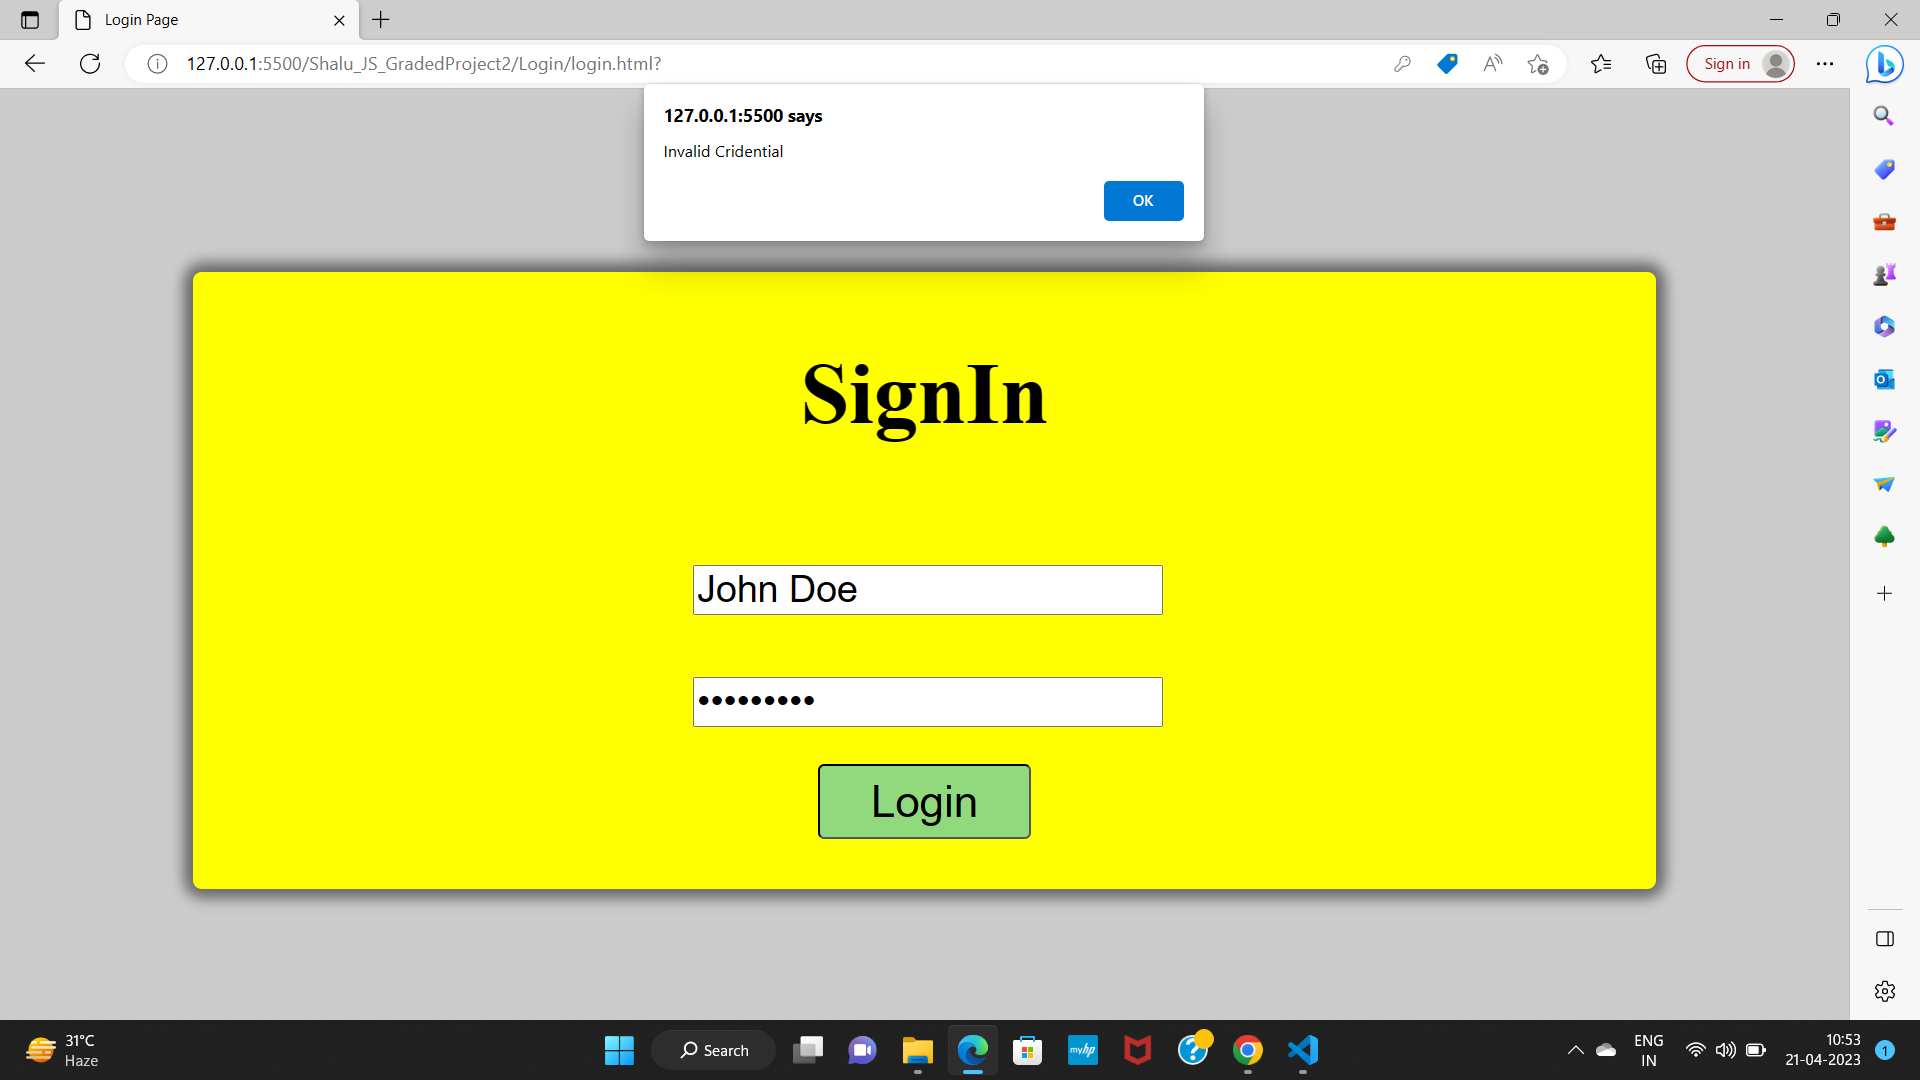 Login Page
127.0.0.1:5500/Shalu_JS_GradedProject2/Login/login.html?
Sign in
127.0.0.1:5500 says
Invalid Cridential
OK
SignIn
John Doe
•••••••••
Login
31°C
Haze
Search
myhp
ENG
IN
10:53
21-04-2023
1